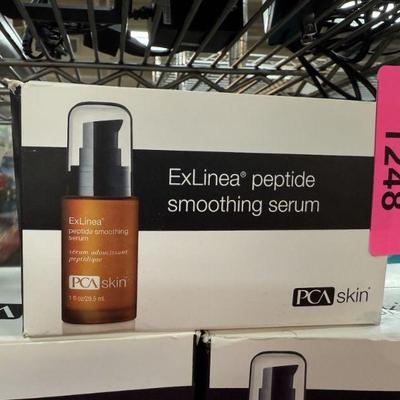 ExLinea® peptide
smoothing serum
PCA skin®
ExLinea®
peptide smoothing
serum
sérum adoucissant
peptidique
PCA skin®
1 fl oz/29.5 mL
1248